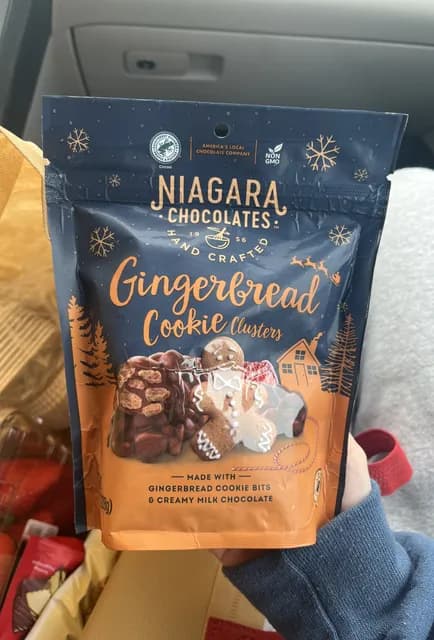 AMERICA'S LOCAL
CHOCOLATE COMPANY
NON
GMO
NIAGARA
CHOCOLATES
1956
HAND CRAFTED
Gingerbread
Cookie Clusters
MADE WITH
GINGERBREAD COOKIE BITS
& CREAMY MILK CHOCOLATE